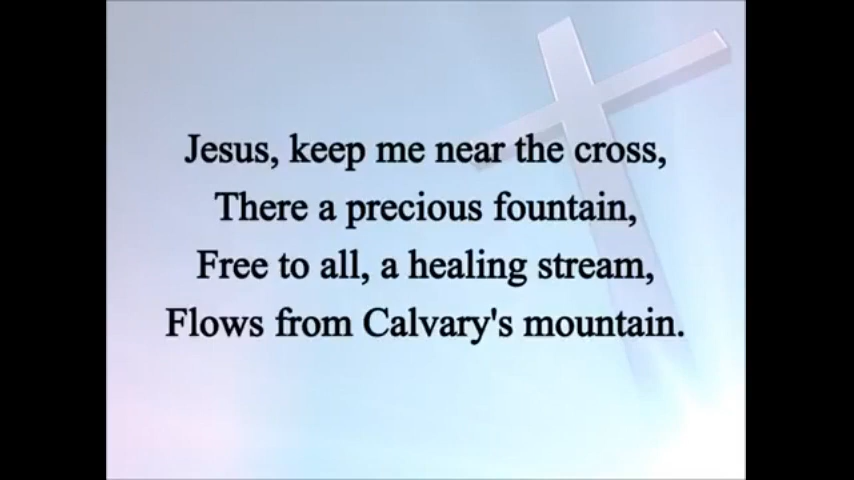 Jesus, keep me near the cross,
There a precious fountain,
Free to all, a healing stream,
Flows from Calvary's mountain.